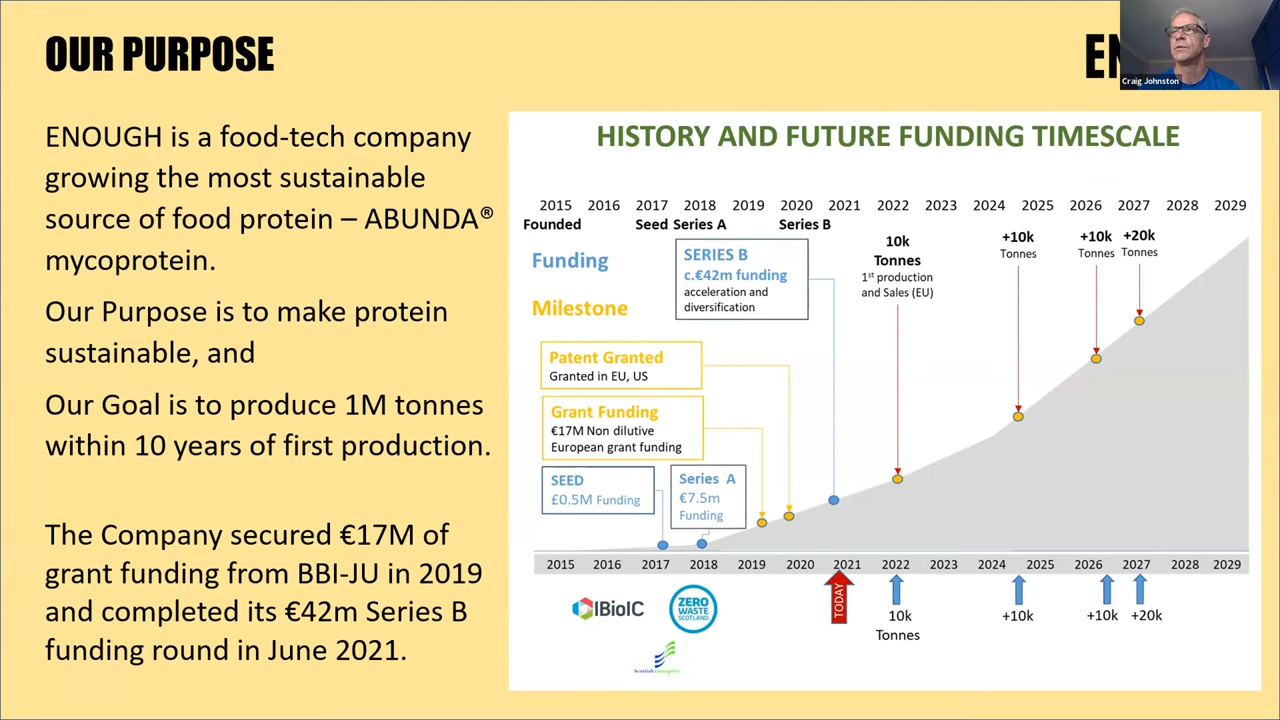 OUR PURPOSE
EN
Craig Johnston
ENOUGH is a food-tech company
growing the most sustainable
source of food protein – ABUNDA®
mycoprotein.
Our Purpose is to make protein
sustainable, and
Our Goal is to produce 1M tonnes
within 10 years of first production.
The Company secured €17M of
grant funding from BBI-JU in 2019
and completed its €42m Series B
funding round in June 2021.
HISTORY AND FUTURE FUNDING TIMESCALE
2015 2016 2017 2018 2019 2020 2021 2022 2023 2024 2025 2026 2027 2028 2029
Founded Seed Series A Series B
10k
Tonnes
1st production
and Sales (EU)
+10k
Tonnes
+10k
Tonnes
+20k
Tonnes
Funding
SERIES B
c.€42m funding
acceleration and
diversification
Milestone
Patent Granted
Granted in EU, US
Grant Funding
€17M Non dilutive
European grant funding
SEED
£0.5M Funding
Series A
€7.5m
Funding
2015 2016 2017 2018 2019 2020 2021 2022 2023 2024 2025 2026 2027 2028 2029
TODAY
10k
Tonnes
+10k
+10k
+20k
IBioIC
ZERO
WASTE
SCOTLAND
Scottish Enterprise